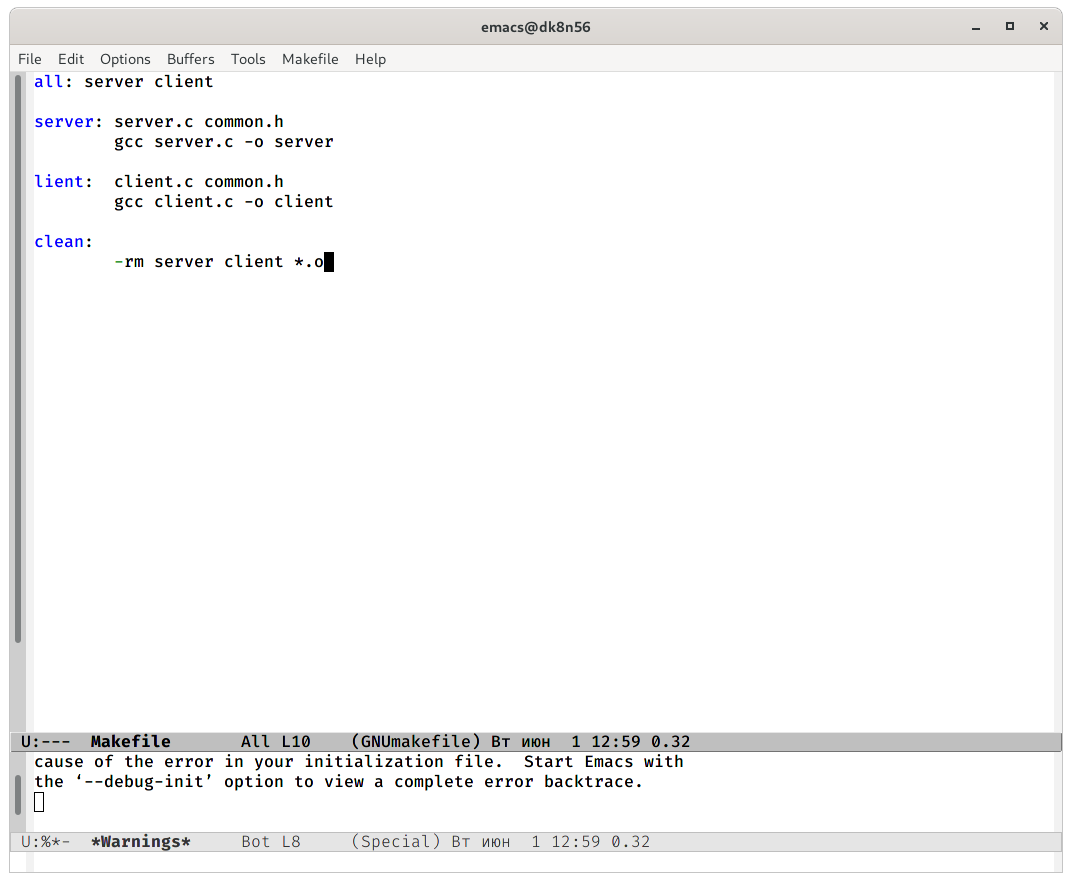 emacs@dk8n56
File Edit Options Buffers Tools Makefile Help
all: server client
server: server.c common.h
gcc server.c -o server
lient: client.c common.h
gcc client.c -o client
clean:
-rm server client *.o
U:--- Makefile All L10 (GNUmakefile) Вт июн 1 12:59 0.32
cause of the error in your initialization file. Start Emacs with
the ‘--debug-init’ option to view a complete error backtrace.
U:%*- *Warnings* Bot L8 (Special) Вт июн 1 12:59 0.32